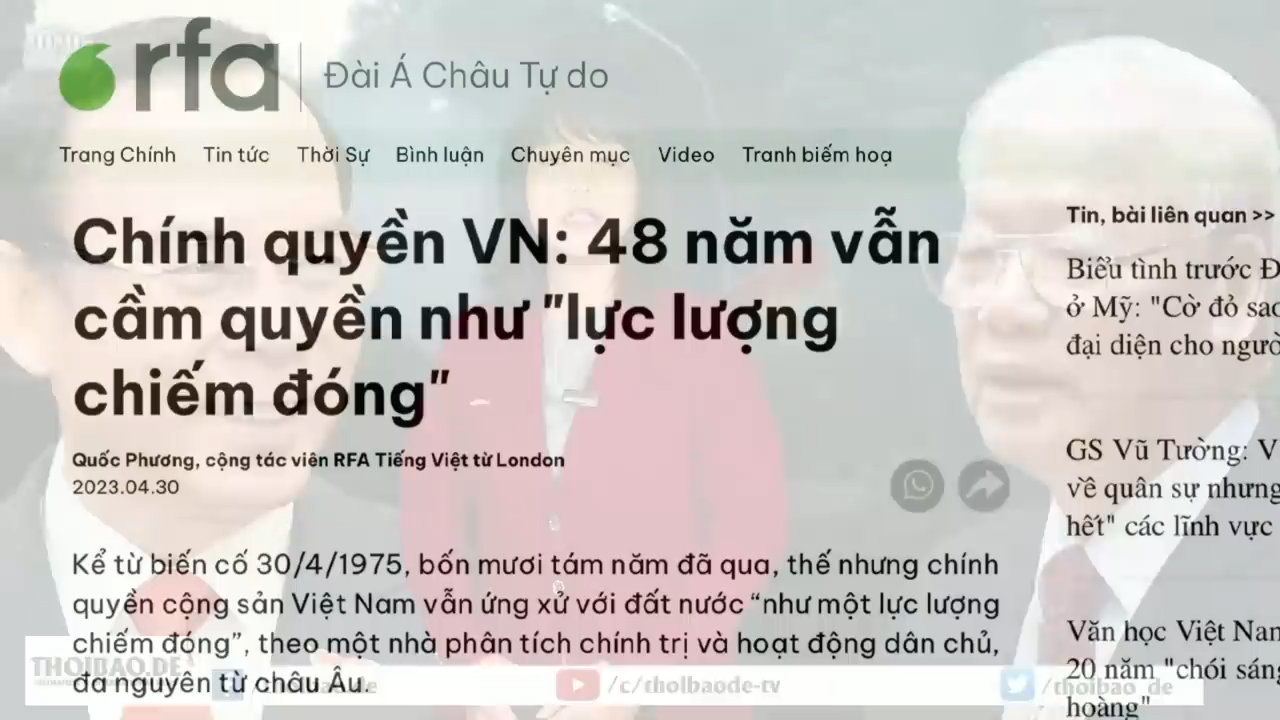 rfa
Đài Á Châu Tự do
Trang Chính Tin tức Thời Sự Bình luận Chuyên mục Video Tranh biếm hoạ
Chính quyền VN: 48 năm vẫn
cầm quyền như "lực lượng
chiếm đóng"
Quốc Phương, cộng tác viên RFA Tiếng Việt từ London
2023.04.30
Kể từ biến cố 30/4/1975, bốn mươi tám năm đã qua, thế nhưng chính
quyền cộng sản Việt Nam vẫn ứng xử với đất nước “như một lực lượng
chiếm đóng”, theo một nhà phân tích chính trị và hoạt động dân chủ,
đa nguyên từ châu Âu.
Tin, bài liên quan >>
Biểu tình trước
ở Mỹ: "Cờ đỏ
đại diện cho
GS Vũ Tường:
về quân sự nhưng
hết" các lĩnh vực
Văn học Việt
20 năm "chói
hoàng"
THOIBAO.DE
/c/thoibaode-tv
/thoibao_de